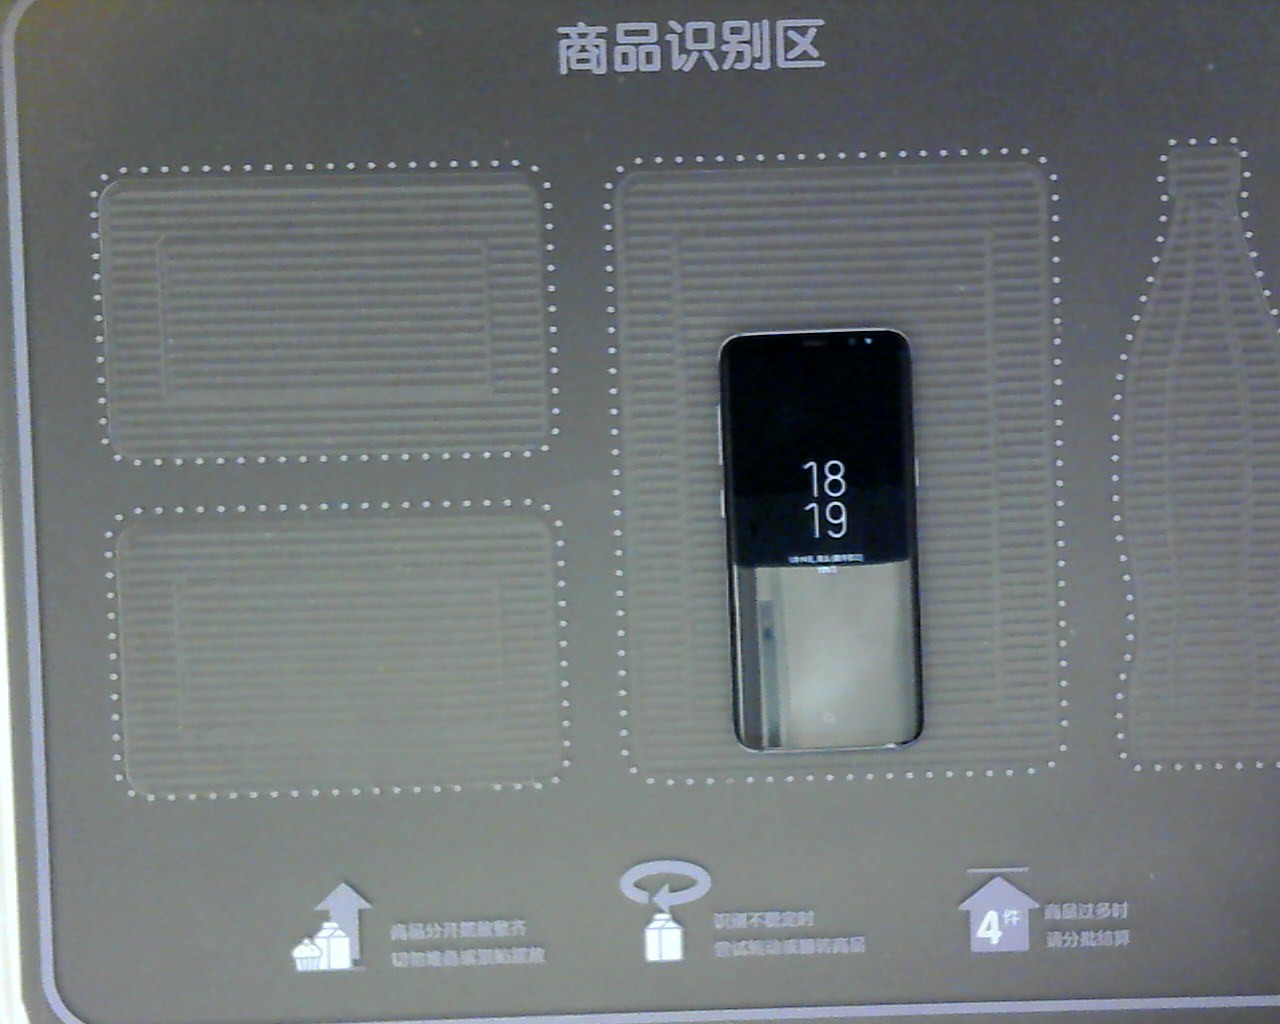 商品识别区
18
19
商品分开摆放整齐
切勿堆叠或紧贴摆放
识别不稳定时
尝试挪动或翻转商品
4件
商品过多时
请分批结算